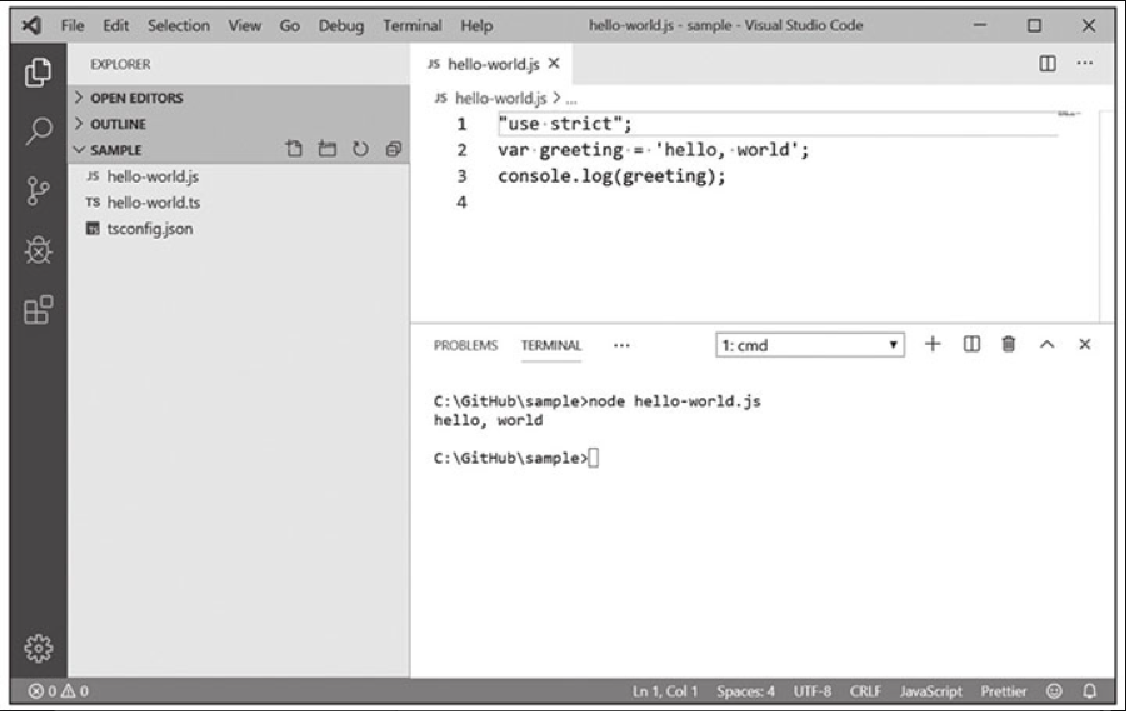 File Edit Selection View Go Debug Terminal Help hello-world.js - sample - Visual Studio Code
EXPLORER
OPEN EDITORS
OUTLINE
SAMPLE
JS hello-world.js
TS hello-world.ts
tsconfig.json
JS hello-world.js
JS hello-world.js > ...
1 "use·strict";
2 var·greeting·=·'hello,·world';
3 console.log(greeting);
4
PROBLEMS TERMINAL ··· 1: cmd
C:\GitHub\sample>node hello-world.js
hello, world
C:\GitHub\sample>
0 0 Ln 1, Col 1 Spaces: 4 UTF-8 CRLF JavaScript Prettier